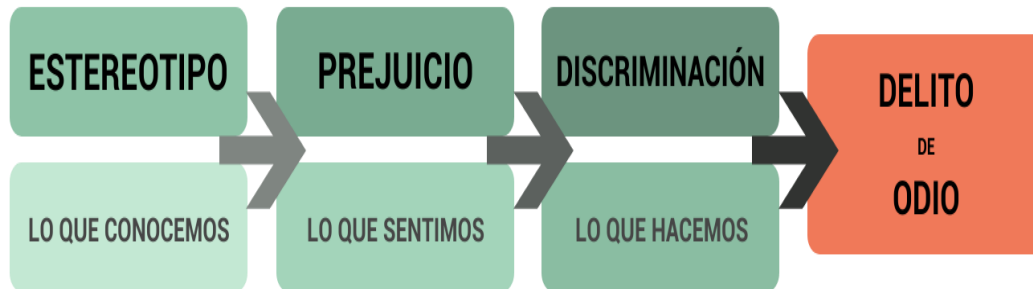 ESTEREOTIPO
LO QUE CONOCEMOS
PREJUICIO
LO QUE SENTIMOS
DISCRIMINACIÓN
LO QUE HACEMOS
DELITO
DE
ODIO